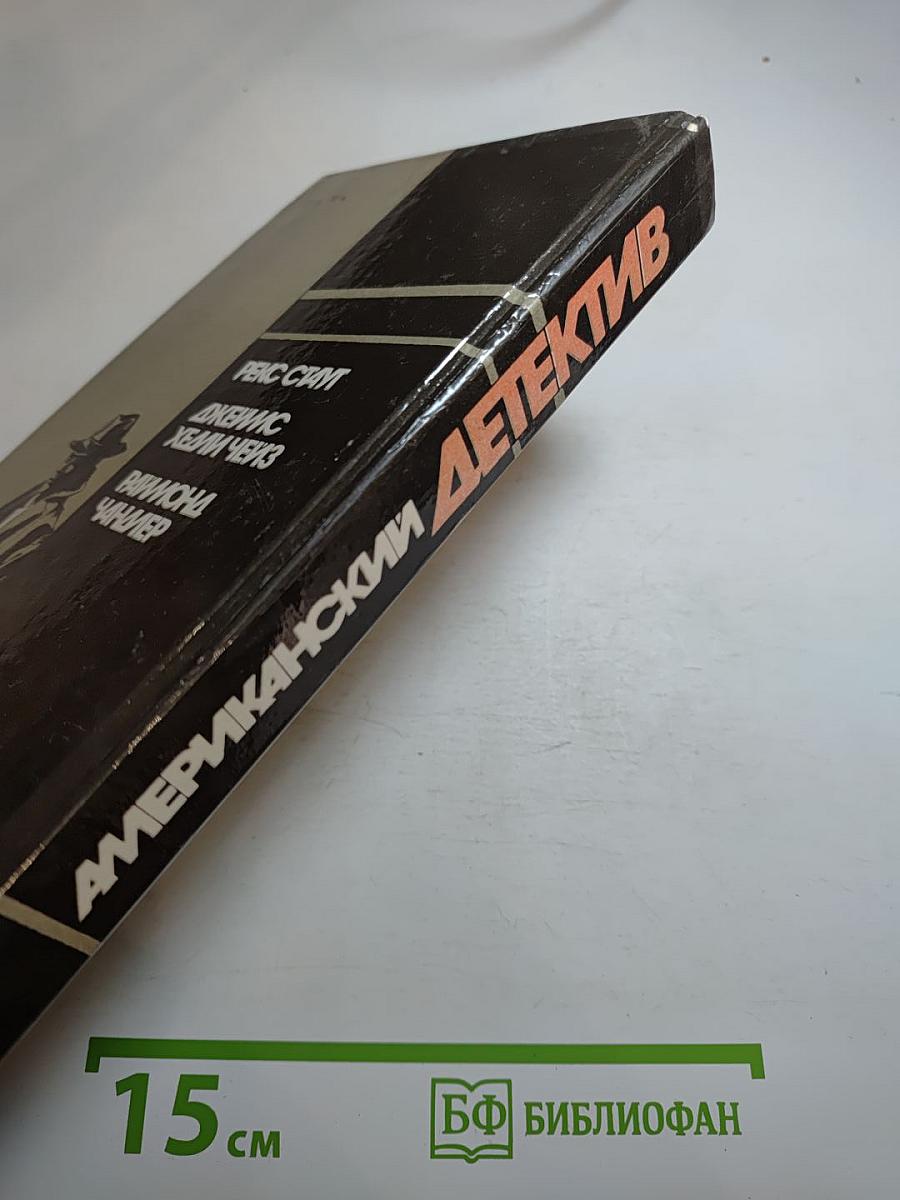 РЕКС СТАУТ
ДЖЕЙМС
ХЕДЛИ ЧЕЙЗ
РАЙМОНД
ЧАНДЛЕР
АМЕРИКАНСКИЙ ДЕТЕКТИВ
15 см
БФ БИБЛИОФАН